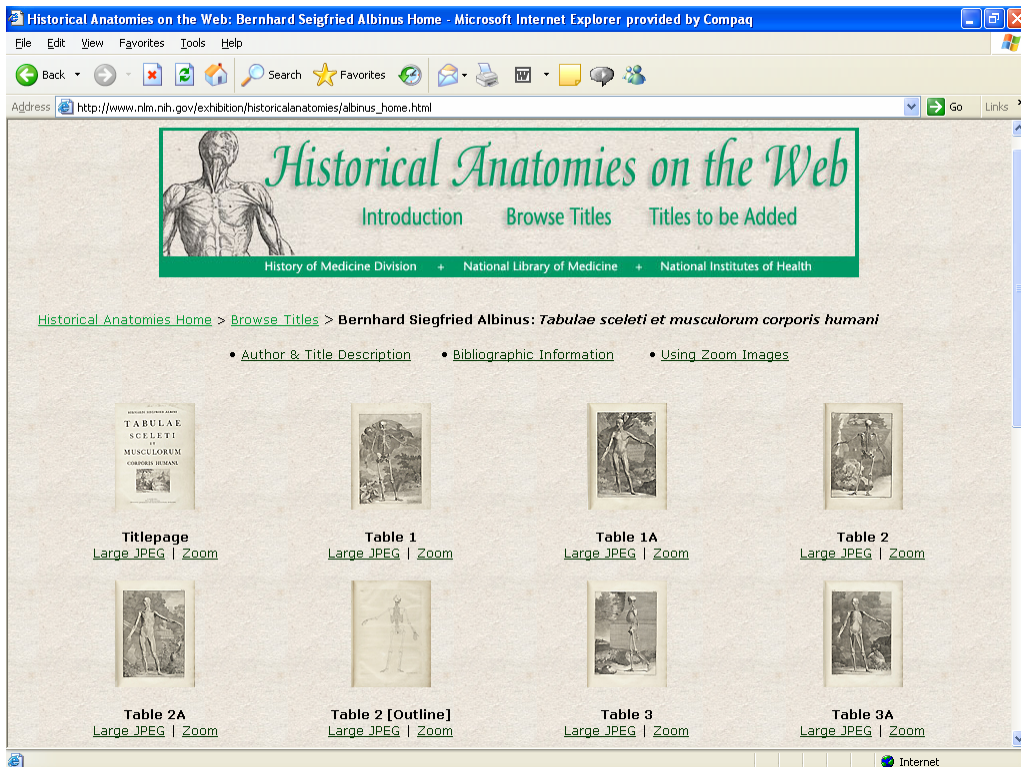 Historical Anatomies on the Web: Bernhard Seigfried Albinus Home - Microsoft Internet Explorer provided by Compaq
File Edit View Favorites Tools Help
Back Search Favorites
Address http://www.nlm.nih.gov/exhibition/historicalanatomies/albinus_home.html Go Links
Historical Anatomies on the Web
Introduction Browse Titles Titles to be Added
History of Medicine Division + National Library of Medicine + National Institutes of Health
Historical Anatomies Home > Browse Titles > Bernhard Siegfried Albinus: Tabulae sceleti et musculorum corporis humani
• Author & Title Description • Bibliographic Information • Using Zoom Images
TABULAE
SCELETI
ET
MUSCULORUM
CORPORIS HUMANI.
Titlepage Table 1 Table 1A Table 2
Large JPEG | Zoom Large JPEG | Zoom Large JPEG | Zoom Large JPEG | Zoom
Table 2A Table 2 [Outline] Table 3 Table 3A
Large JPEG | Zoom Large JPEG | Zoom Large JPEG | Zoom Large JPEG | Zoom
Internet